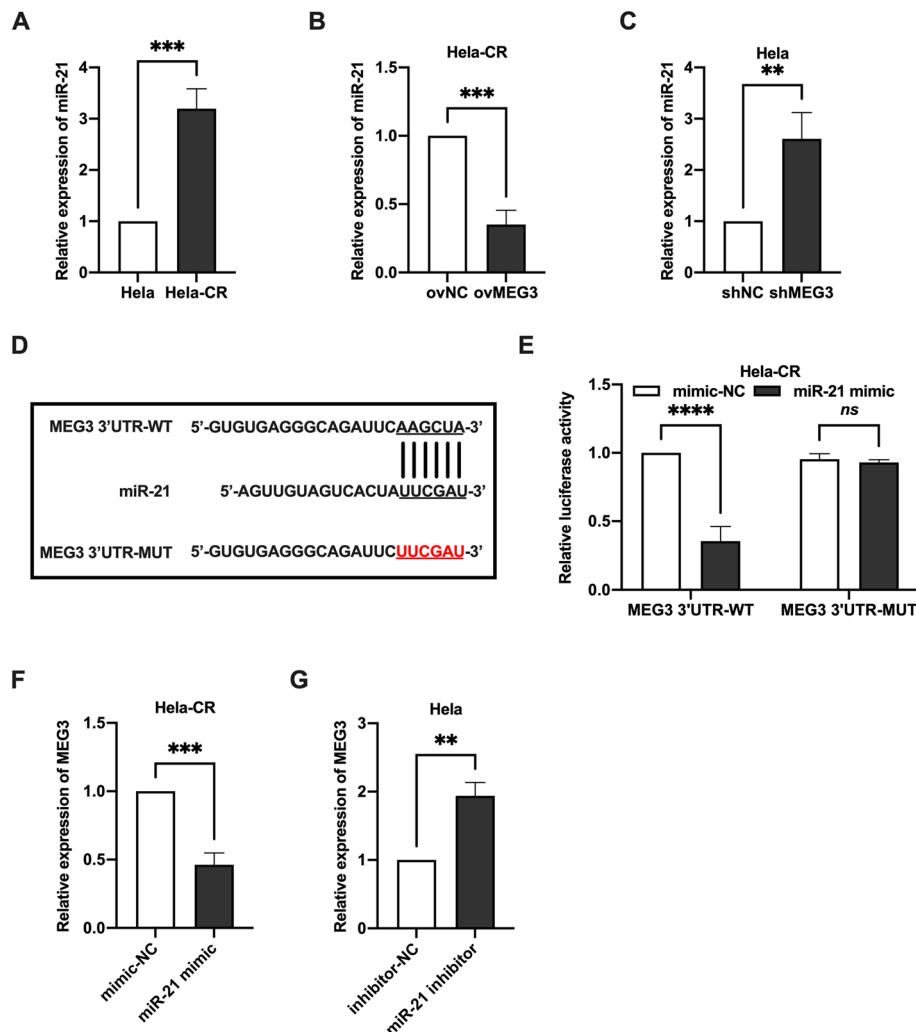 A
Relative expression of miR-21
4
3
2
1
0
***
Hela
Hela-CR
B
Hela-CR
Relative expression of miR-21
1.5
1.0
0.5
0.0
***
ovNC
ovMEG3
C
Hela
Relative expression of miR-21
4
3
2
1
0
**
shNC
shMEG3
D
MEG3 3'UTR-WT 5'-GUGUGAGGGCAGAUUCAAGCUA-3'
miR-21 5'-AGUUGUAGUCACUAUUCGAU-3'
MEG3 3'UTR-MUT 5'-GUGUGAGGGCAGAUUCUUCGAU-3'
E
Hela-CR
mimic-NC miR-21 mimic
Relative luciferase activity
1.5
1.0
0.5
0.0
****
ns
MEG3 3'UTR-WT
MEG3 3'UTR-MUT
F
Hela-CR
Relative expression of MEG3
1.5
1.0
0.5
0.0
***
mimic-NC
miR-21 mimic
G
Hela
Relative expression of MEG3
3
2
1
0
**
inhibitor-NC
miR-21 inhibitor